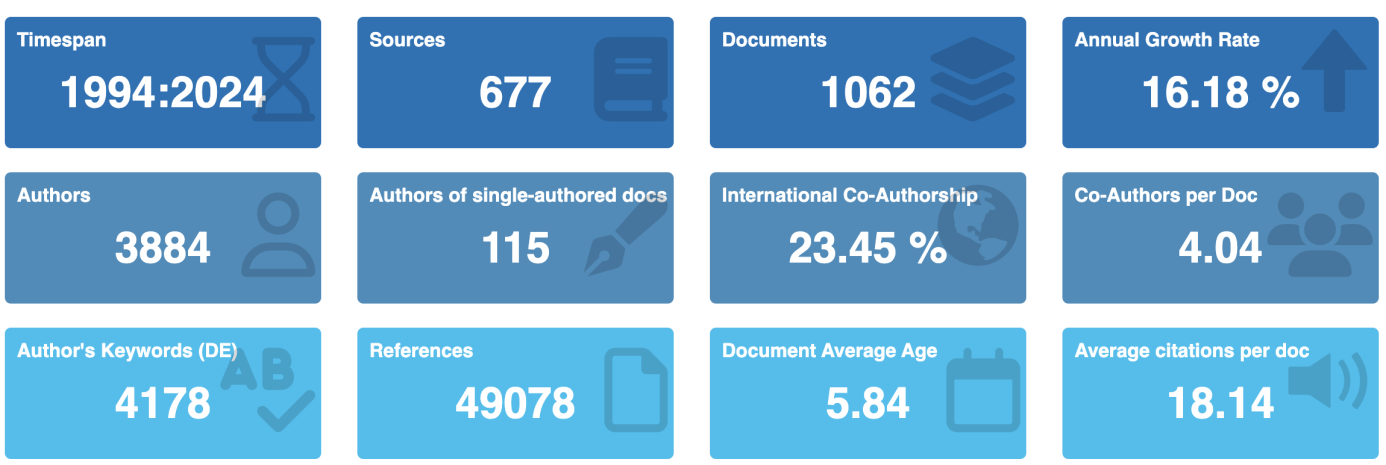 Timespan
1994:2024
Sources
677
Documents
1062
Annual Growth Rate
16.18 %
Authors
3884
Authors of single-authored docs
115
International Co-Authorship
23.45 %
Co-Authors per Doc
4.04
Author's Keywords (DE)
AB
4178
References
49078
Document Average Age
5.84
Average citations per doc
18.14